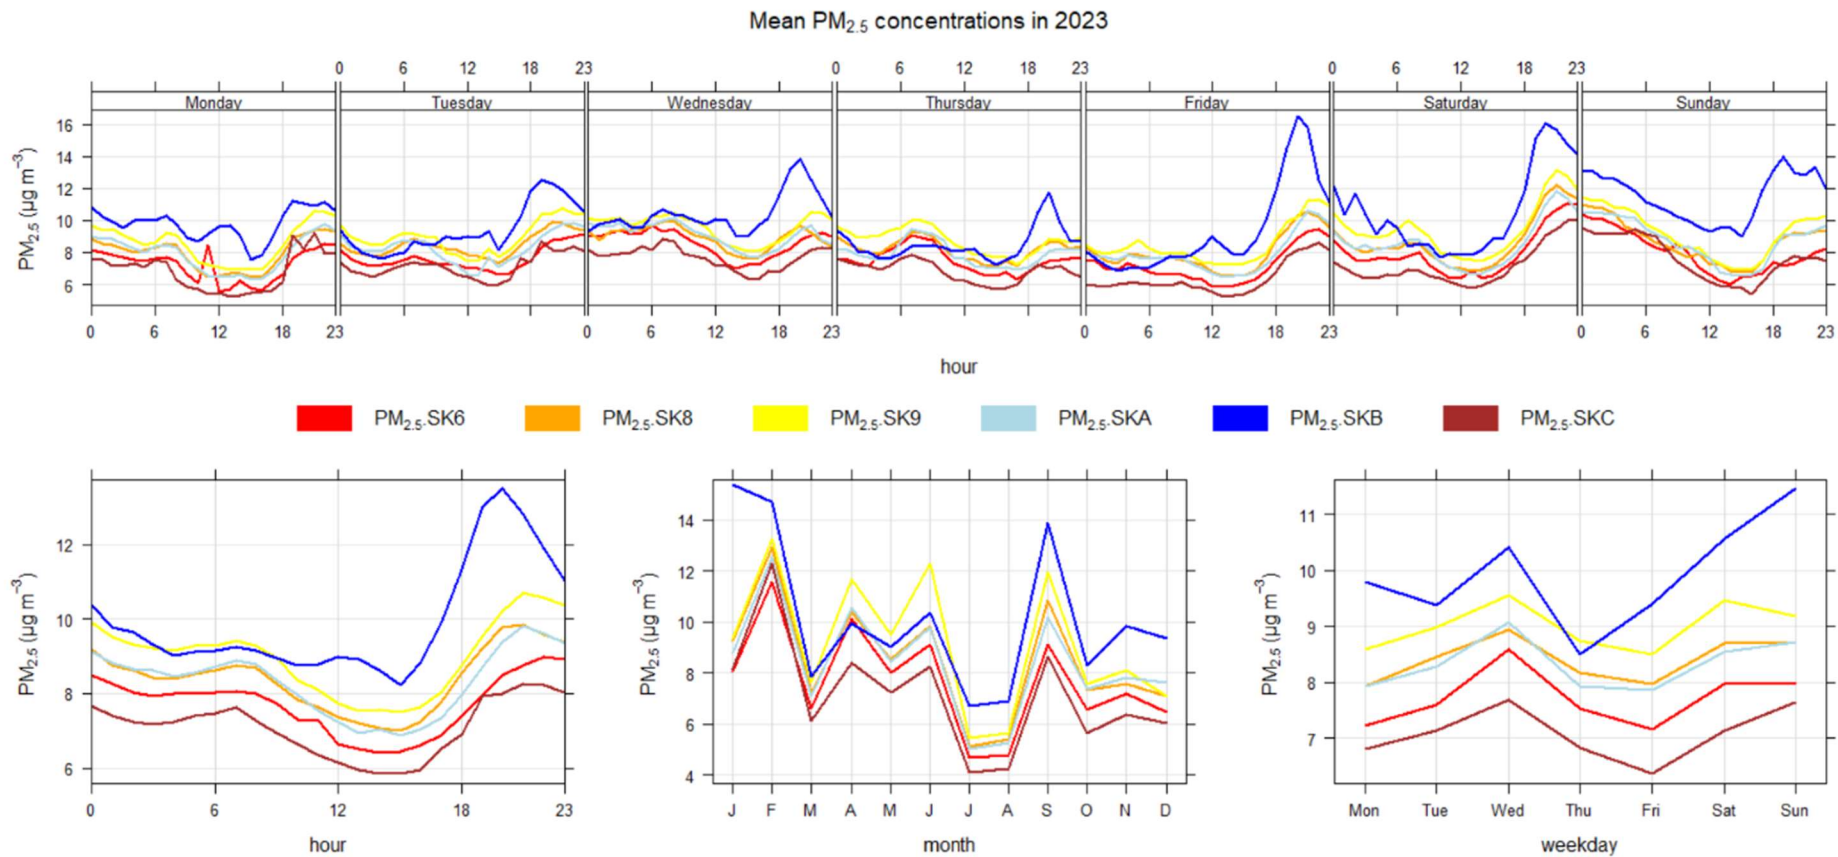 Mean PM2.5 concentrations in 2023
0 6 12 18 23 0 6 12 18 23 0 6 12 18 23
Monday Tuesday Wednesday Thursday Friday Saturday Sunday
16
14
12
10
8
6
PM2.5 (µg m−3)
0 6 12 18 23 0 6 12 18 23 0 6 12 18 23 0 6 12 18 23
hour
PM2.5.SK6 PM2.5.SK8 PM2.5.SK9 PM2.5.SKA PM2.5.SKB PM2.5.SKC
12
10
8
6
PM2.5 (µg m−3)
0 6 12 18 23
hour
14
12
10
8
6
4
PM2.5 (µg m−3)
J F M A M J J A S O N D
month
11
10
9
8
7
PM2.5 (µg m−3)
Mon Tue Wed Thu Fri Sat Sun
weekday